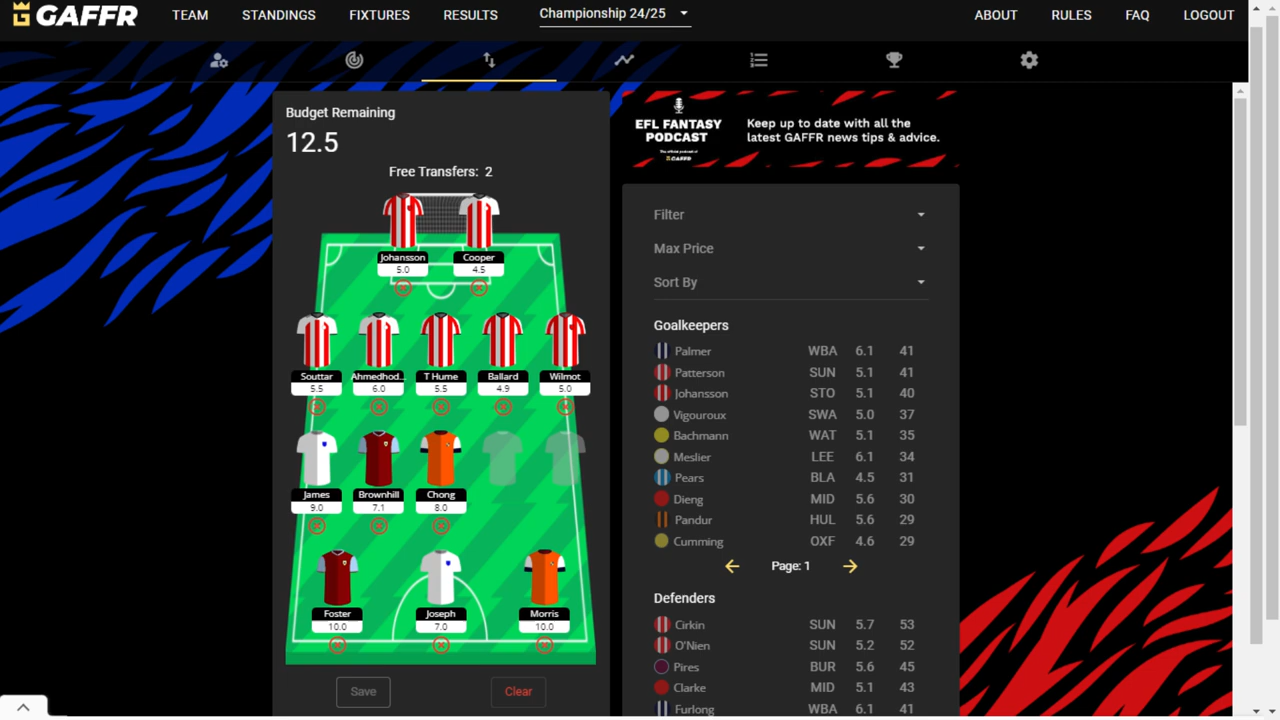 GAFFR TEAM STANDINGS FIXTURES RESULTS Championship 24/25 ABOUT RULES FAQ LOGOUT
Budget Remaining
12.5
Free Transfers: 2
Johansson Cooper
5.0 4.5
Souttar Ahmedhod.. T Hume Ballard Wilmot
5.5 6.0 5.5 4.9 5.0
James Brownhill Chong
9.0 7.1 8.0
Foster Joseph Morris
10.0 7.0 10.0
Save Clear
EFL FANTASY
PODCAST
The official podcast of
GAFFR
Keep up to date with all the
latest GAFFR news tips & advice.
Filter
Max Price
Sort By
Goalkeepers
Palmer WBA 6.1 41
Patterson SUN 5.1 41
Johansson STO 5.1 40
Vigouroux SWA 5.0 37
Bachmann WAT 5.1 35
Meslier LEE 6.1 34
Pears BLA 4.5 31
Dieng MID 5.6 30
Pandur HUL 5.6 29
Cumming OXF 4.6 29
Page: 1
Defenders
Cirkin SUN 5.7 53
O'Nien SUN 5.2 52
Pires BUR 5.6 45
Clarke MID 5.1 43
Furlong WBA 6.1 41